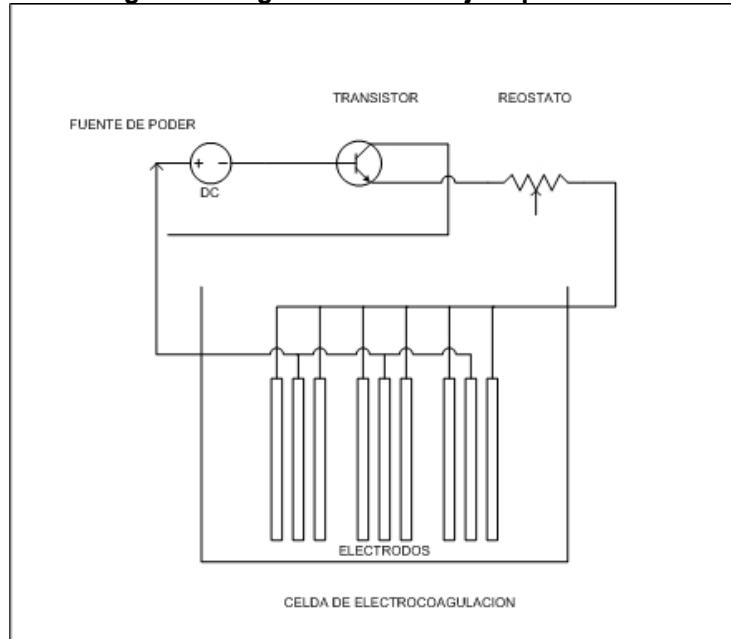 TRANSISTOR
REOSTATO
FUENTE DE PODER
+ -
DC
ELECTRODOS
CELDA DE ELECTROCOAGULACION